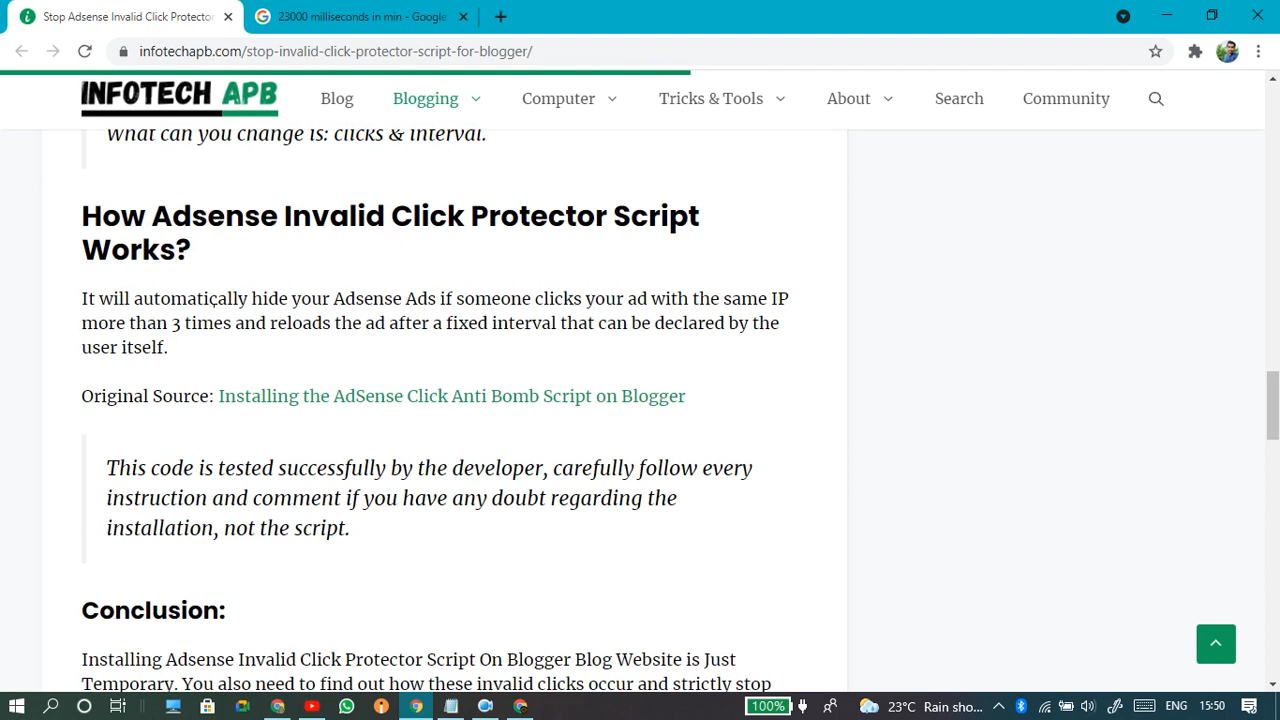 Stop Adsense Invalid Click Protector
23000 milliseconds in min - Google
infotechapb.com/stop-invalid-click-protector-script-for-blogger/
INFOTECH APB
Blog
Blogging
Computer
Tricks & Tools
About
Search
Community
What can you change is: clicks & interval.
How Adsense Invalid Click Protector Script
Works?
It will automatically hide your Adsense Ads if someone clicks your ad with the same IP
more than 3 times and reloads the ad after a fixed interval that can be declared by the
user itself.
Original Source: Installing the AdSense Click Anti Bomb Script on Blogger
This code is tested successfully by the developer, carefully follow every
instruction and comment if you have any doubt regarding the
installation, not the script.
Conclusion:
Installing Adsense Invalid Click Protector Script On Blogger Blog Website is Just
Temporary. You also need to find out how these invalid clicks occur and strictly stop
100%
23°C Rain sho...
ENG
15:50